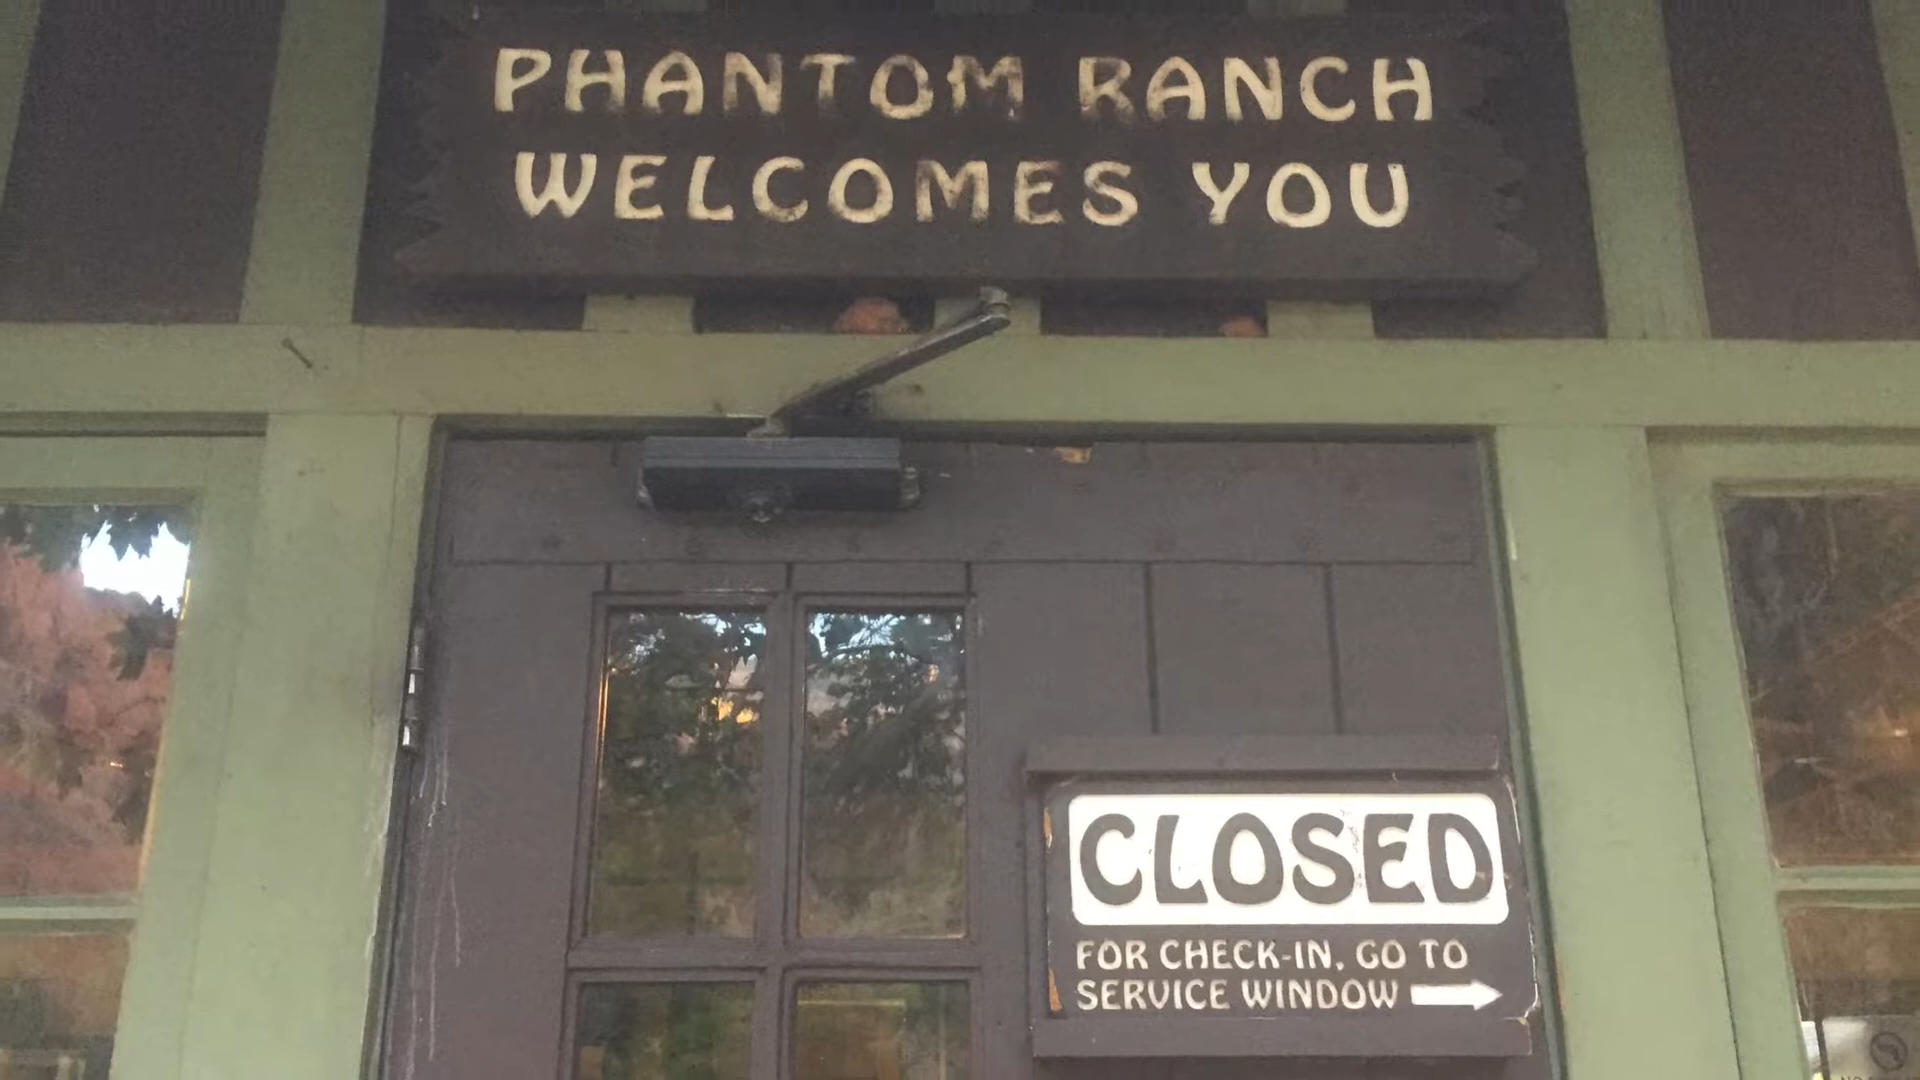 PHANTOM RANCH
WELCOMES YOU
CLOSED
FOR CHECK-IN, GO TO
SERVICE WINDOW